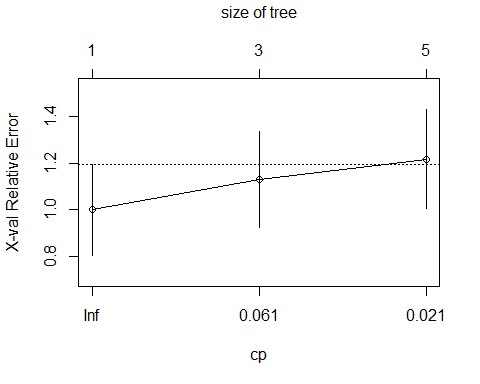 size of tree
1 3 5
X-val Relative Error
1.4
1.2
1.0
0.8
Inf 0.061 0.021
cp